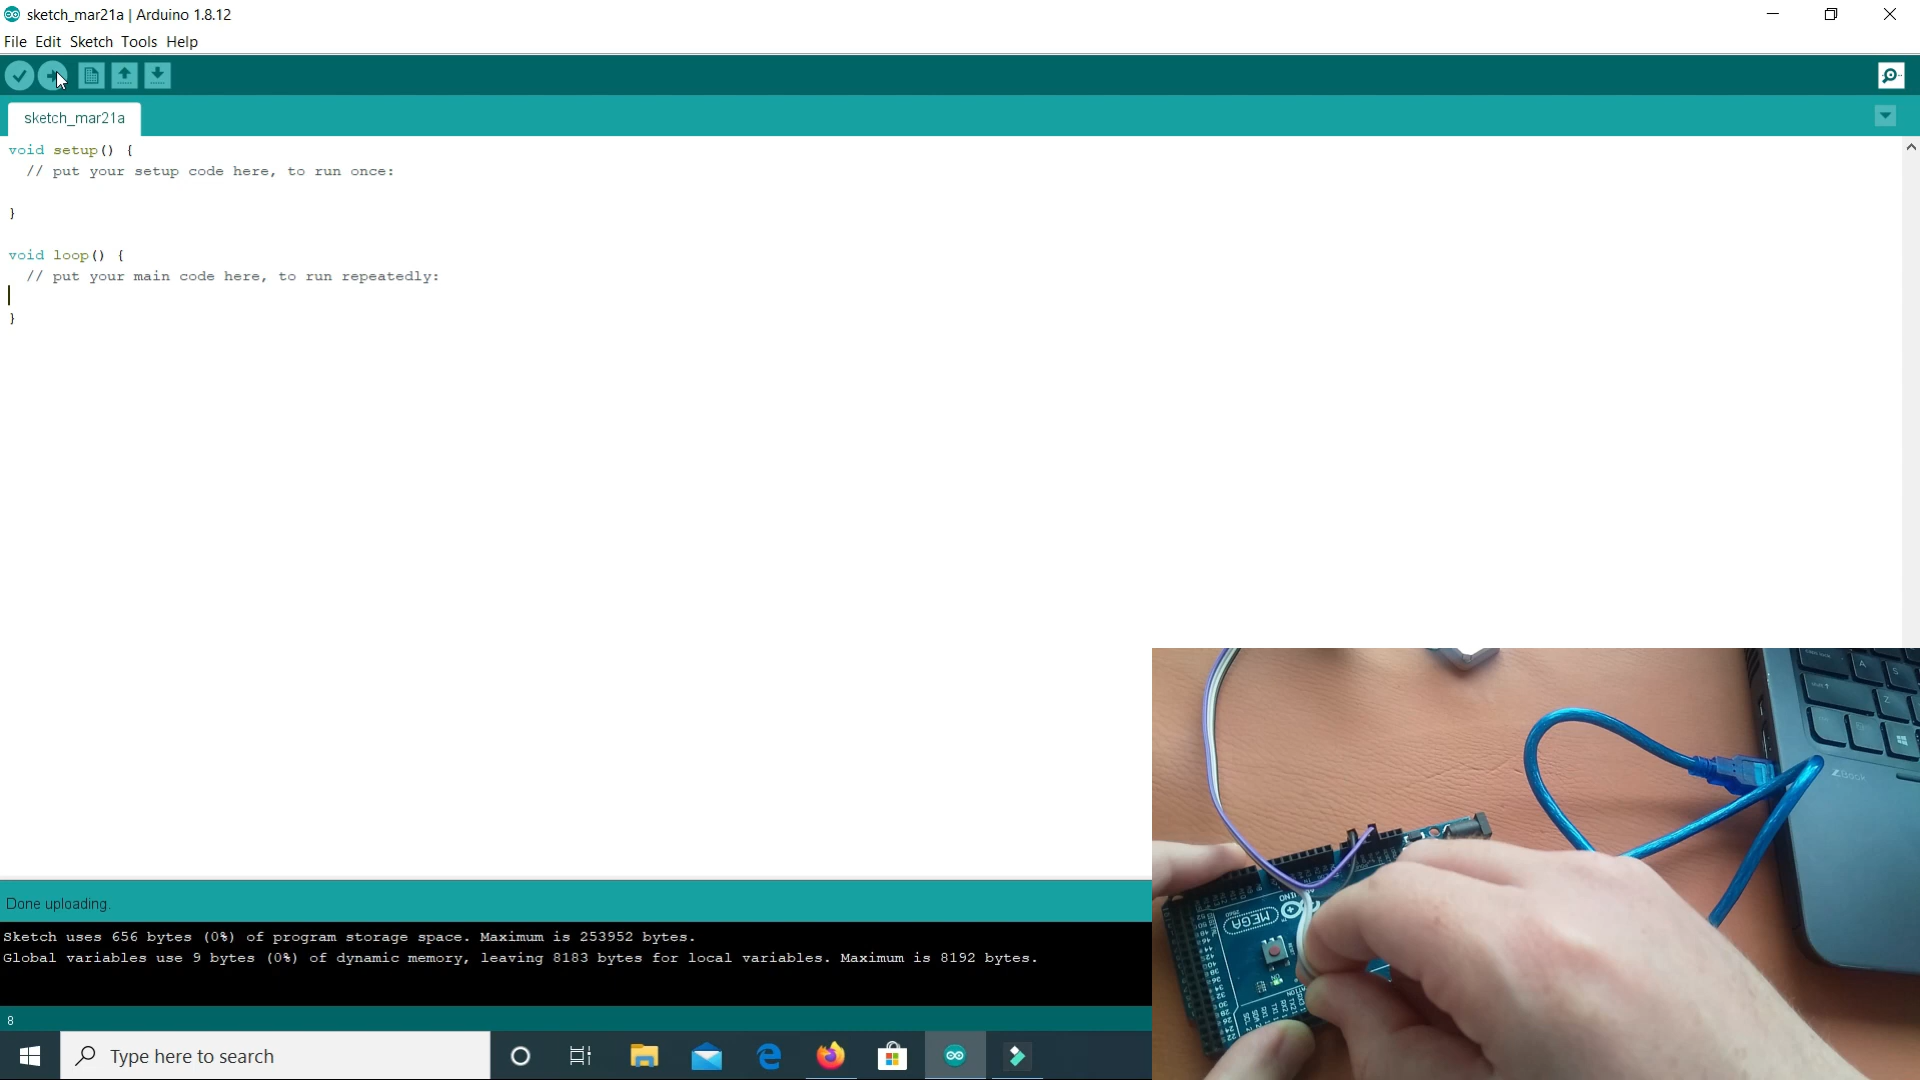 sketch_mar21a | Arduino 1.8.12
File Edit Sketch Tools Help
sketch_mar21a
void setup() {
// put your setup code here, to run once:
}
void loop() {
// put your main code here, to run repeatedly:
}
Done uploading.
Sketch uses 656 bytes (0%) of program storage space. Maximum is 253952 bytes.
Global variables use 9 bytes (0%) of dynamic memory, leaving 8183 bytes for local variables. Maximum is 8192 bytes.
8
Type here to search
MEGA
ZBook